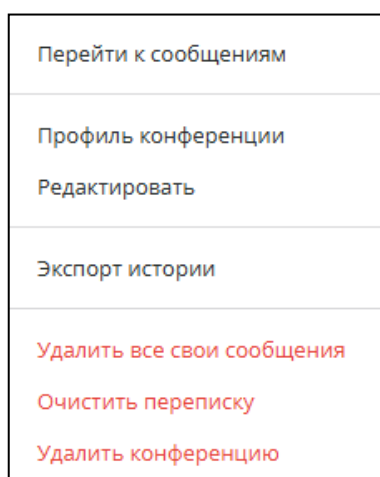 Перейти к сообщениям
Профиль конференции
Редактировать
Экспорт истории
Удалить все свои сообщения
Очистить переписку
Удалить конференцию